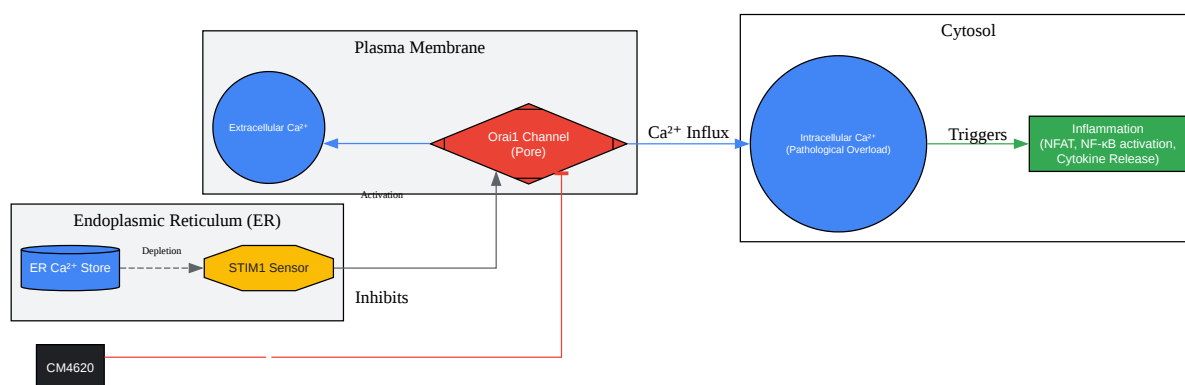 Plasma Membrane
Extracellular Ca²⁺
Orai1 Channel
(Pore)
Ca²⁺ Influx
Cytosol
Intracellular Ca²⁺
(Pathological Overload)
Triggers
Inflammation
(NFAT, NF-κB activation,
Cytokine Release)
Activation
Endoplasmic Reticulum (ER)
ER Ca²⁺ Store
Depletion
STIM1 Sensor
Inhibits
CM4620